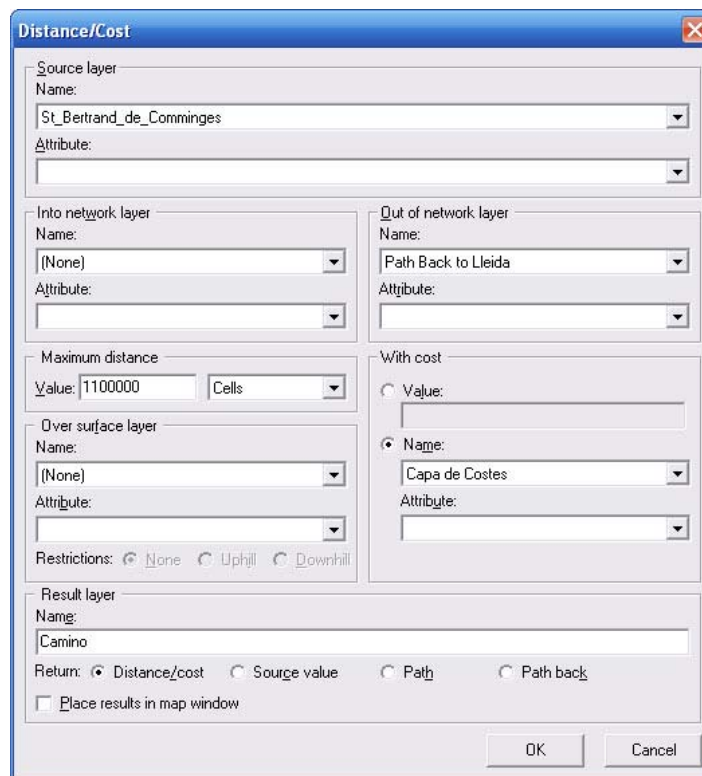 Distance/Cost
Source layer
Name:
St_Bertrand_de_Comminges
Attribute:
Into network layer
Name:
(None)
Attribute:
Out of network layer
Name:
Path Back to Lleida
Attribute:
Maximum distance
Value: 1100000 Cells
With cost
Value:
Name:
Capa de Costes
Attribute:
Over surface layer
Name:
(None)
Attribute:
Restrictions: None Uphill Downhill
Result layer
Name:
Camino
Return: Distance/cost Source value Path Path back
Place results in map window
OK Cancel